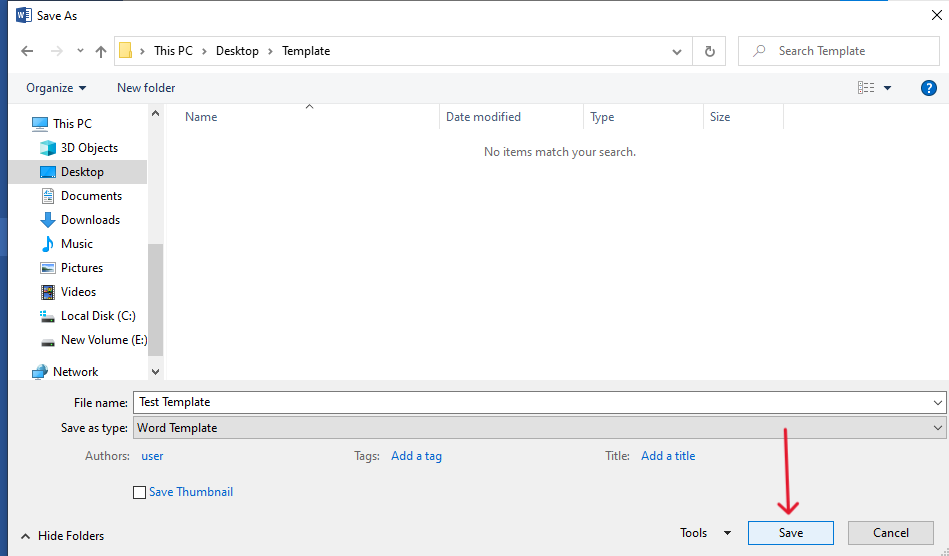 Save As
This PC > Desktop > Template
Search Template
Organize
New folder
Name
Date modified
Type
Size
No items match your search.
This PC
3D Objects
Desktop
Documents
Downloads
Music
Pictures
Videos
Local Disk (C:)
New Volume (E:)
Network
File name: Test Template
Save as type: Word Template
Authors: user
Tags: Add a tag
Title: Add a title
Save Thumbnail
Hide Folders
Tools
Save
Cancel